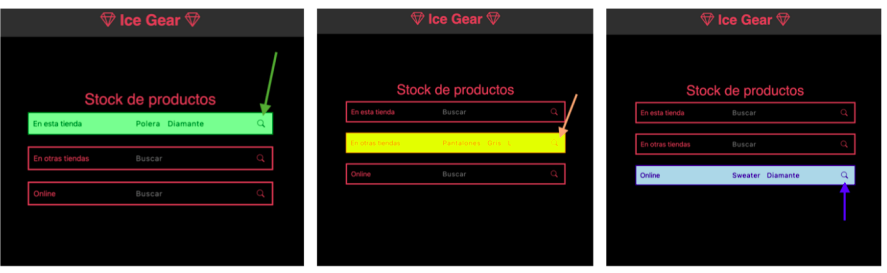 Ice Gear
Stock de productos
En esta tienda Polera Diamante
En otras tiendas Buscar
Online Buscar
Ice Gear
Stock de productos
En esta tienda Buscar
En otras tiendas Pantalones Gris L
Online Buscar
Ice Gear
Stock de productos
En esta tienda Buscar
En otras tiendas Buscar
Online Sweater Diamante